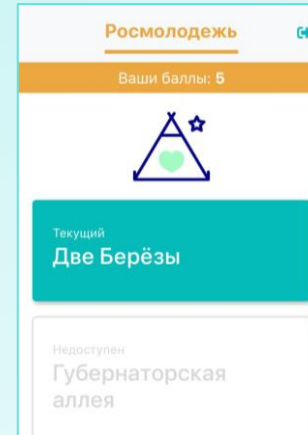 Росмолодежь
Ваши баллы: 5
Текущий
Две Берёзы
Недоступен
Губернаторская
аллея